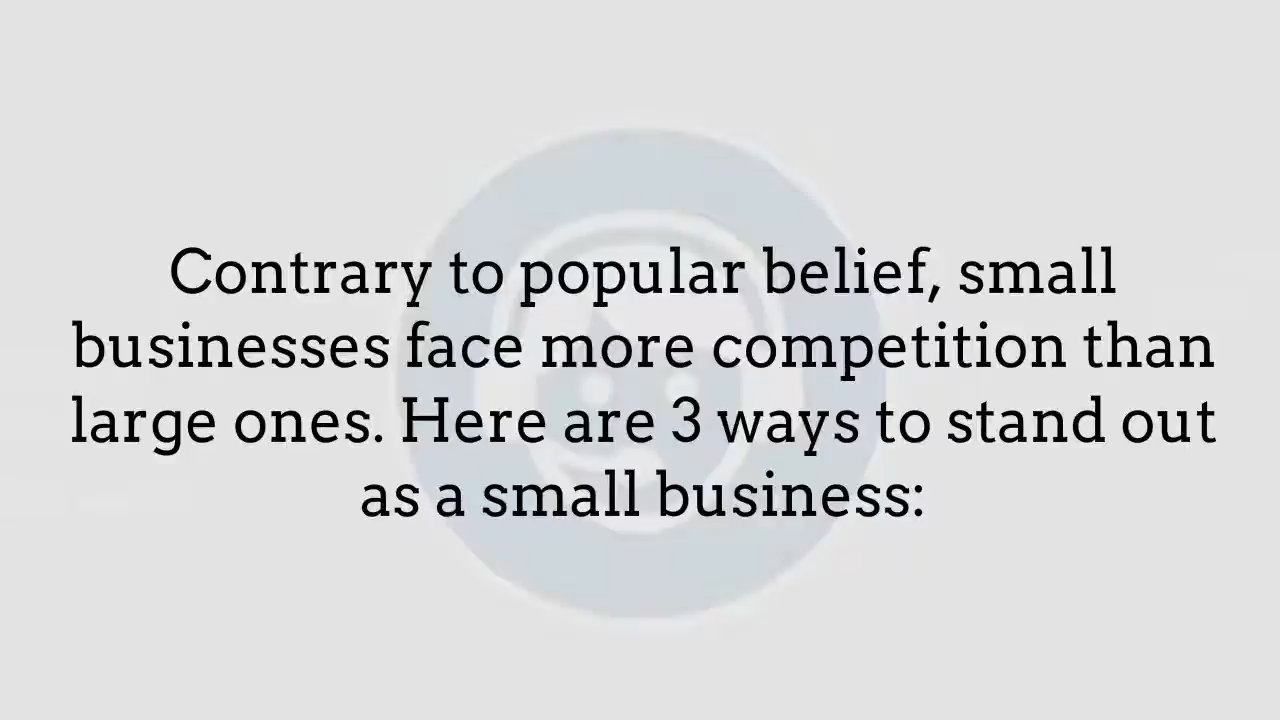 Contrary to popular belief, small
businesses face more competition than
large ones. Here are 3 ways to stand out
as a small business: